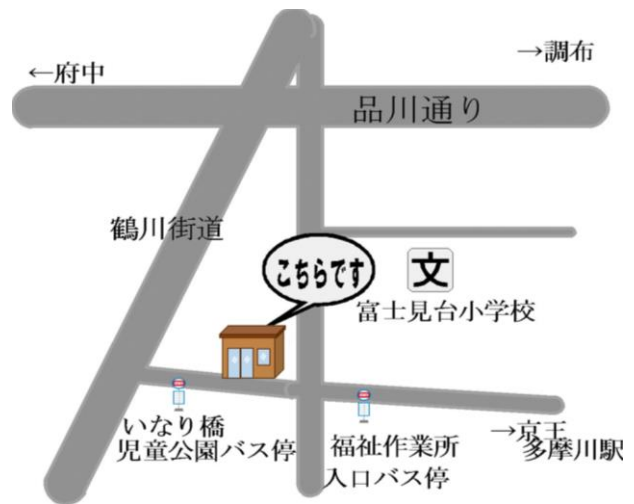 →調布
←府中
品川通り
鶴川街道
こちらです
文
富士見台小学校
いなり橋
児童公園バス停
福祉作業所
入口バス停
→京王
多摩川駅